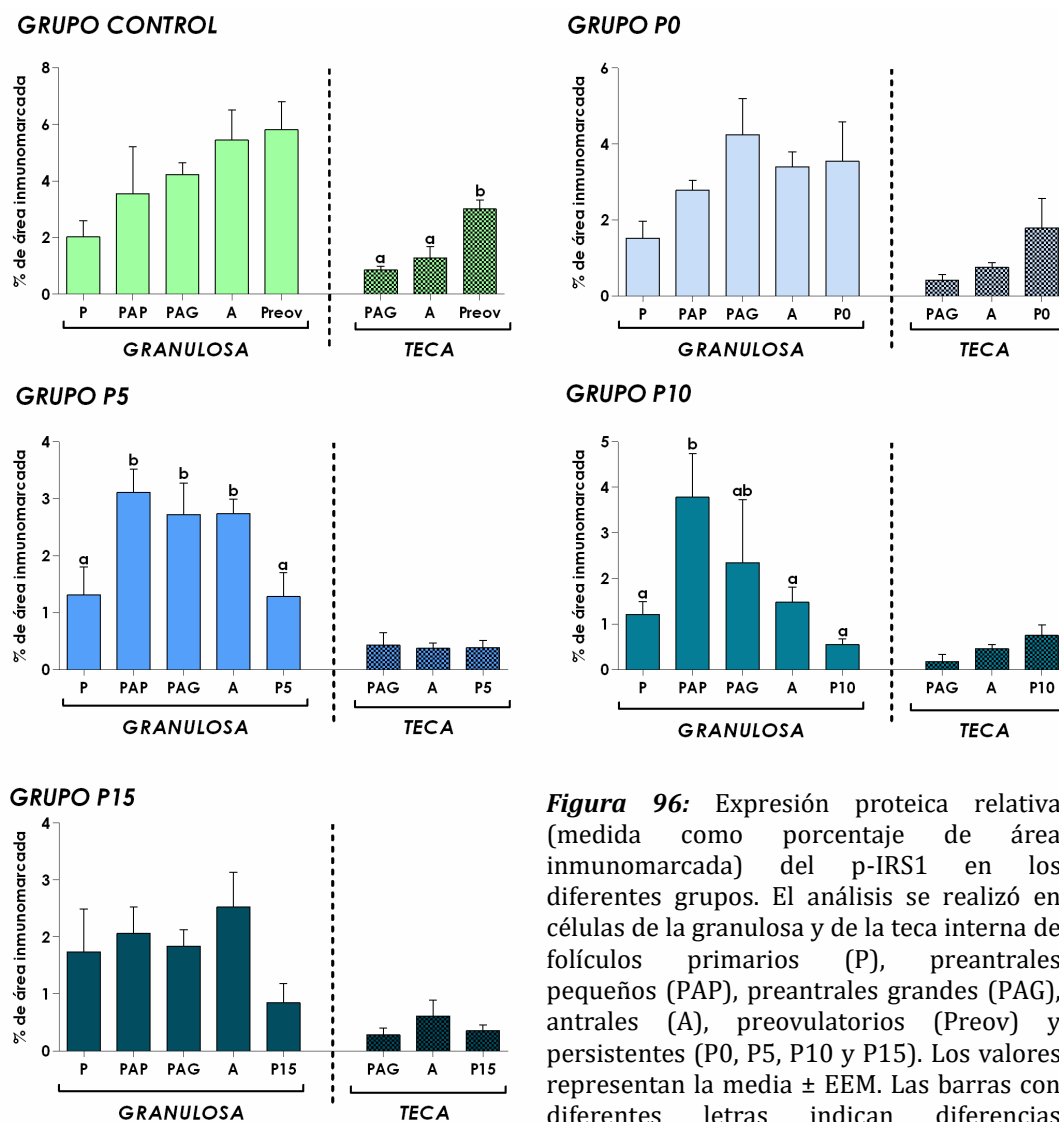 GRUPO CONTROL
% de área inmunomarcada
8
6
4
2
0
P PAP PAG A Preov
GRANULOSA
a
a
b
PAG A Preov
TECA
GRUPO P0
% de área inmunomarcada
6
4
2
0
P PAP PAG A P0
GRANULOSA
PAG A P0
TECA
GRUPO P5
% de área inmunomarcada
4
3
2
1
0
a
b
b
b
a
P PAP PAG A P5
GRANULOSA
PAG A P5
TECA
GRUPO P10
% de área inmunomarcada
5
4
3
2
1
0
a
b
ab
a
a
P PAP PAG A P10
GRANULOSA
PAG A P10
TECA
GRUPO P15
% de área inmunomarcada
4
3
2
1
0
P PAP PAG A P15
GRANULOSA
PAG A P15
TECA
Figura 96: Expresión proteica relativa
(medida como porcentaje de área
inmunomarcada) del p-IRS1 en los
diferentes grupos. El análisis se realizó en
células de la granulosa y de la teca interna de
folículos primarios (P), preantrales
pequeños (PAP), preantrales grandes (PAG),
antrales (A), preovulatorios (Preov) y
persistentes (P0, P5, P10 y P15). Los valores
representan la media ± EEM. Las barras con
diferentes letras indican diferencias